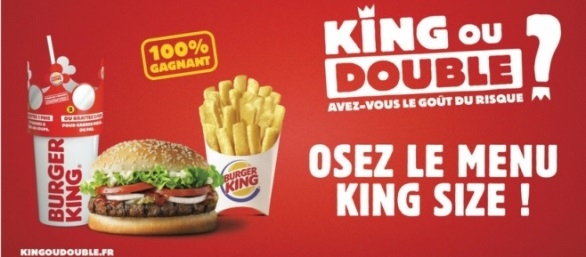 KING OU
DOUBLE ?
AVEZ-VOUS LE GOÛT DU RISQUE
100%
GAGNANT
OSEZ LE MENU
KING SIZE !
BURGER
KING
BURGER
KING
KINGOUDOUBLE.FR